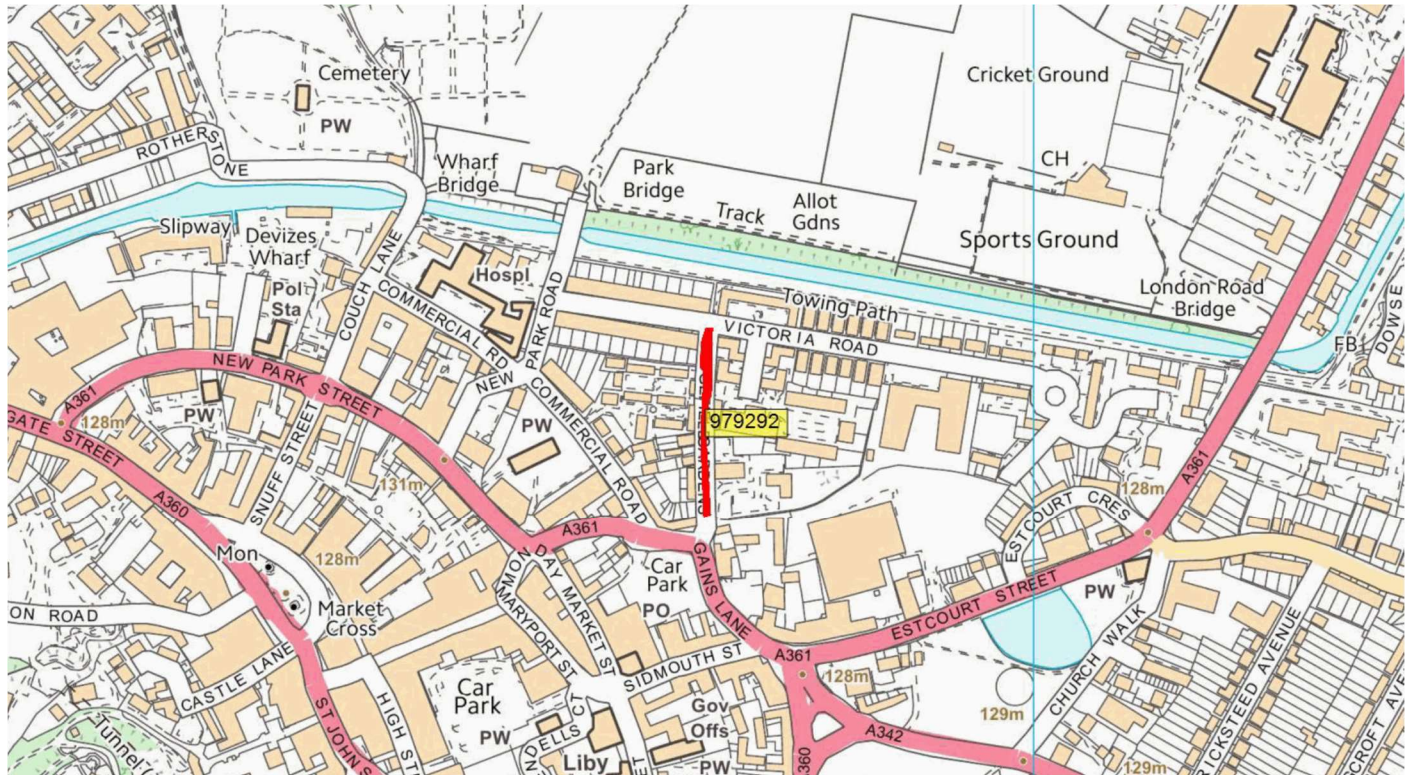 Cemetery
PW
Cricket Ground
ROTHERSTONE
Wharf
Bridge
Park
Bridge
CH
Track
Allot
Gdns
Slipway
Devizes
Wharf
Sports Ground
COUCH LANE
Hospl
NEW PARK ROAD
Pol
Sta
COMMERCIAL RD
Towing Path
London Road
Bridge
VICTORIA ROAD
FB
DOWSE
NEW PARK STREET
A361
PW
128m
GATE STREET
SNUFF STREET
131m
PW
COMMERCIAL ROAD
979292
A361
128m
A360
Mon
128m
A361
GAINS LANE
ESTCOURT CRES
Car
Park
PO
MONDAY MARKET ST
MARYPORT ST
ESTCOURT STREET
PW
ON ROAD
Market
Cross
SIDMOUTH ST
A361
128m
CHURCH WALK
CASTLE LANE
Car
Park
PW
Gov
Offs
129m
A342
HIGH ST
ST JOHN S
Tunnel
Liby
PW
A360
129m
RICKSTEED AVENUE
CROFT AVE